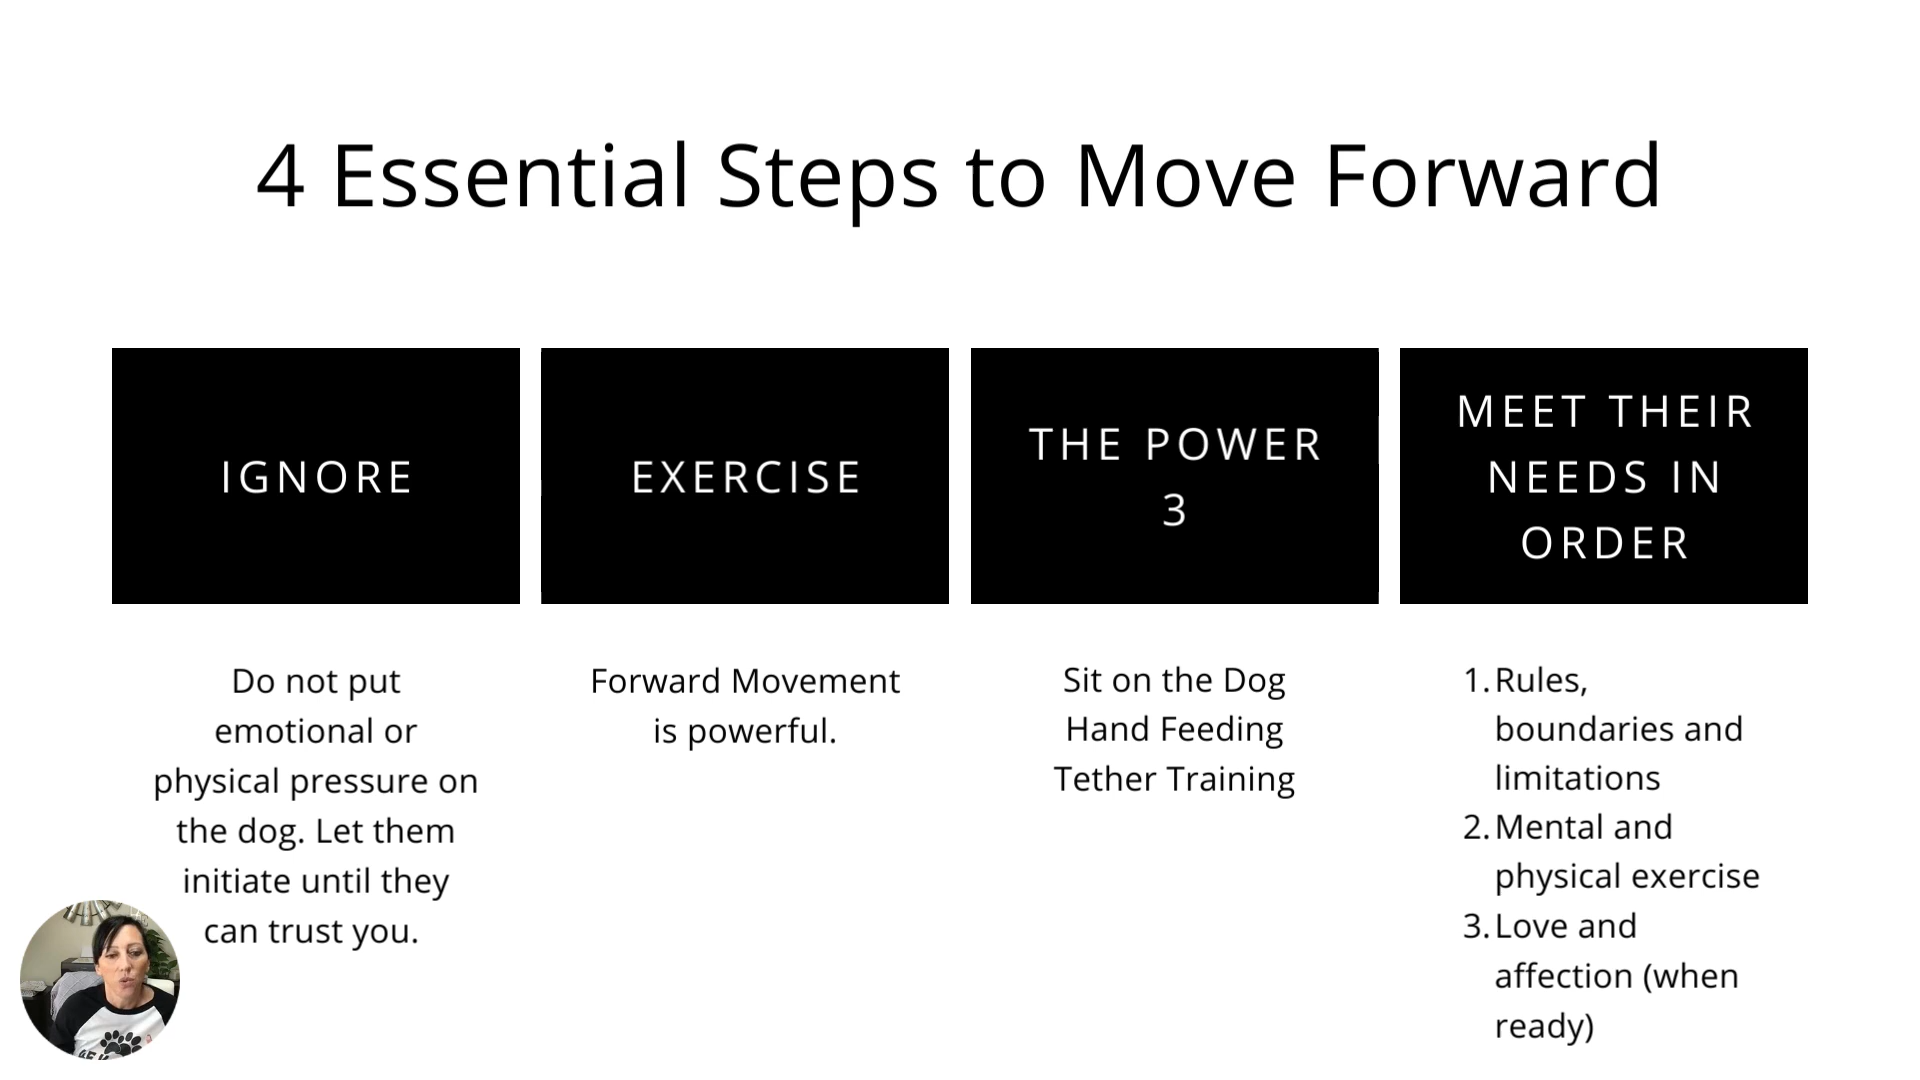 4 Essential Steps to Move Forward
IGNORE
Do not put
emotional or
physical pressure on
the dog. Let them
initiate until they
can trust you.
EXERCISE
Forward Movement
is powerful.
THE POWER
3
Sit on the Dog
Hand Feeding
Tether Training
MEET THEIR
NEEDS IN
ORDER
1. Rules,
boundaries and
limitations
2. Mental and
physical exercise
3. Love and
affection (when
ready)